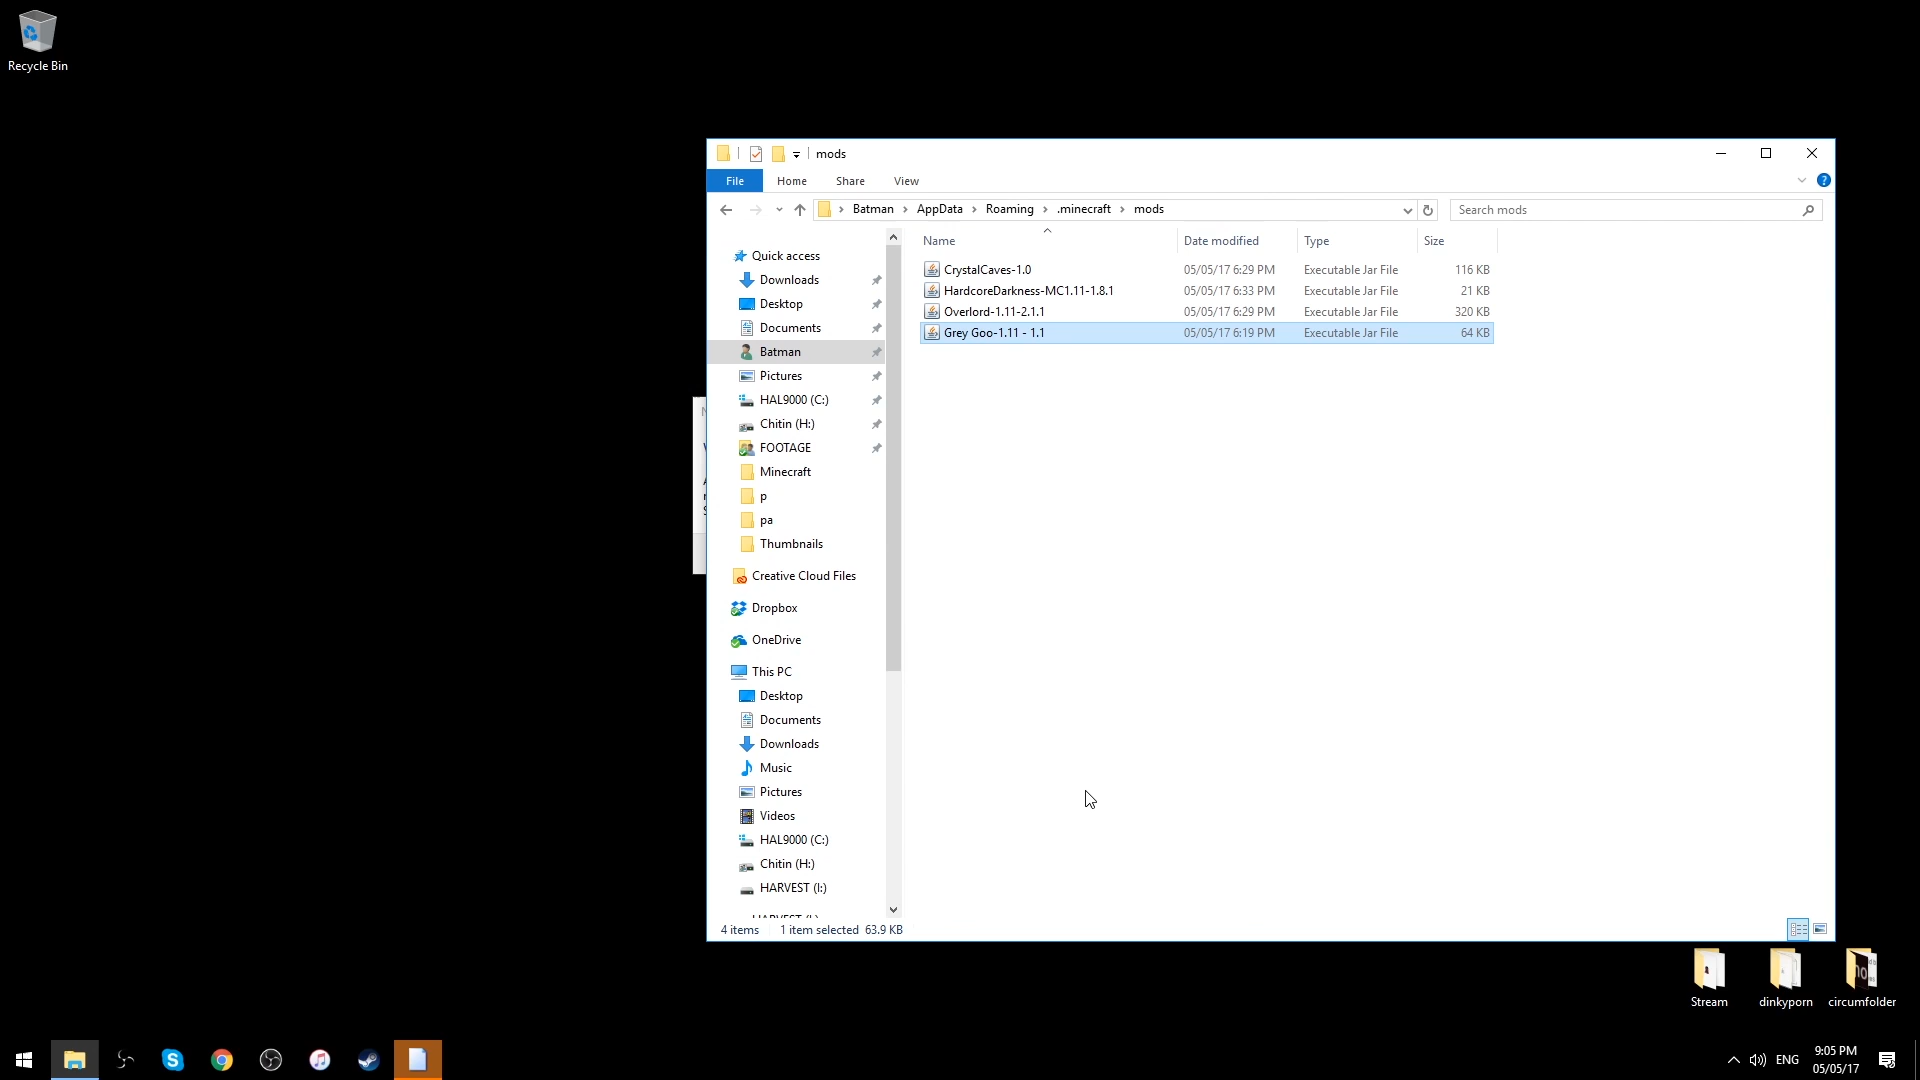 Recycle Bin
mods
File Home Share View
Batman AppData Roaming .minecraft mods
Search mods
Name Date modified Type Size
CrystalCaves-1.0 05/05/17 6:29 PM Executable Jar File 116 KB
HardcoreDarkness-MC1.11-1.8.1 05/05/17 6:33 PM Executable Jar File 21 KB
Overlord-1.11-2.1.1 05/05/17 6:29 PM Executable Jar File 320 KB
Grey Goo-1.11 - 1.1 05/05/17 6:19 PM Executable Jar File 64 KB
Quick access
Downloads
Desktop
Documents
Batman
Pictures
HAL9000 (C:)
Chitin (H:)
FOOTAGE
Minecraft
p
pa
Thumbnails
Creative Cloud Files
Dropbox
OneDrive
This PC
Desktop
Documents
Downloads
Music
Pictures
Videos
HAL9000 (C:)
Chitin (H:)
HARVEST (I:)
4 items 1 item selected 63.9 KB
Stream
dinkyporn
circumfolder
ENG
9:05 PM
05/05/17